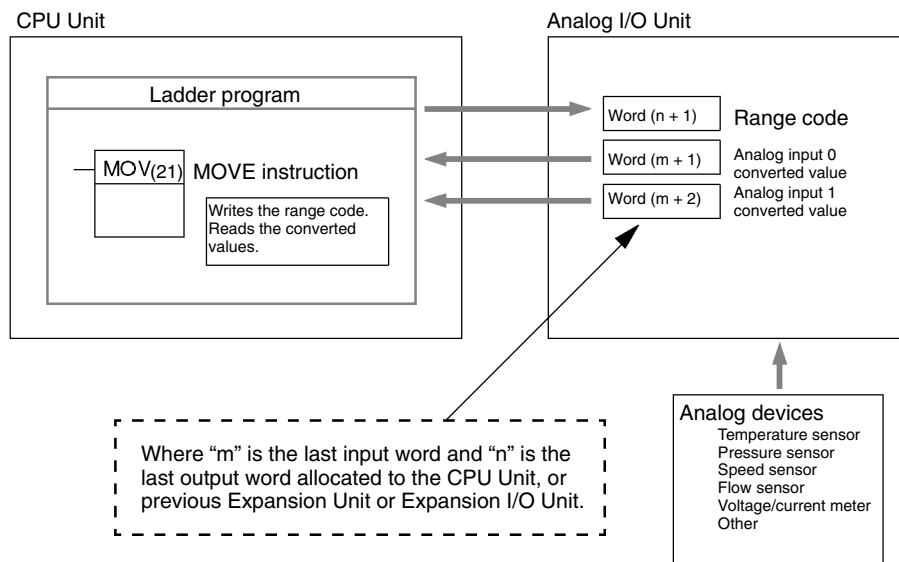 CPU Unit
Analog I/O Unit
Ladder program
MOV(21)
MOVE instruction
Writes the range code.
Reads the converted
values.
Word (n + 1)
Range code
Word (m + 1)
Analog input 0
converted value
Word (m + 2)
Analog input 1
converted value
Where “m” is the last input word and “n” is the
last output word allocated to the CPU Unit, or
previous Expansion Unit or Expansion I/O Unit.
Analog devices
Temperature sensor
Pressure sensor
Speed sensor
Flow sensor
Voltage/current meter
Other